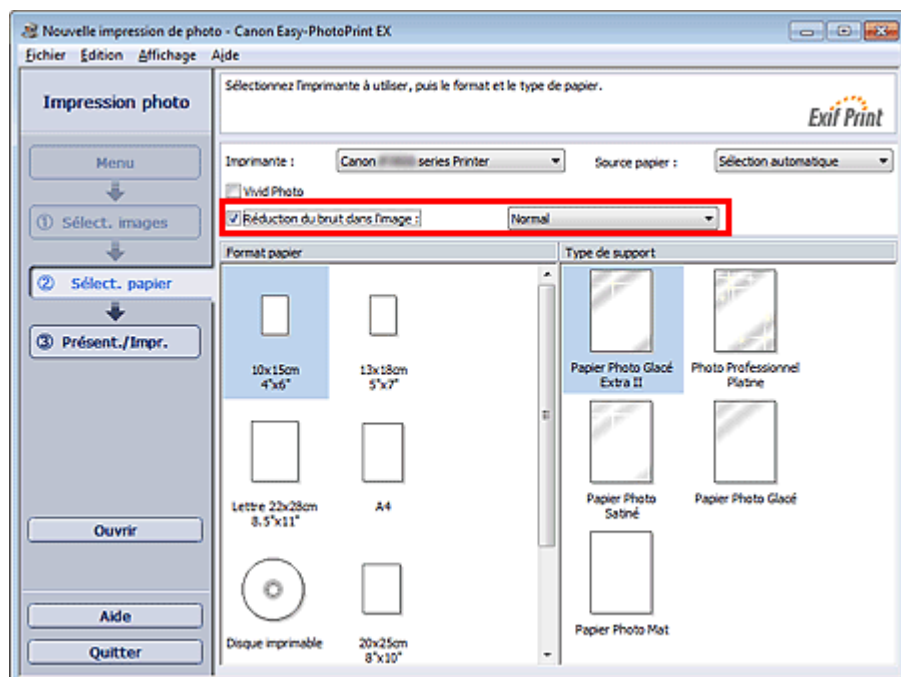 Nouvelle impression de photo - Canon Easy-PhotoPrint EX
Fichier Édition Affichage Aide
Impression photo
Sélectionnez l'imprimante à utiliser, puis le format et le type de papier.
Exif Print
Menu
① Sélect. images
② Sélect. papier
③ Présent./Impr.
Ouvrir
Aide
Quitter
Imprimante : Canon series Printer Source papier : Sélection automatique
Vivid Photo
Réduction du bruit dans l'image : Normal
Format papier
10x15cm
4"x6"
13x18cm
5"x7"
Lettre 22x28cm
8.5"x11"
A4
Disque imprimable
20x25cm
8"x10"
Type de support
Papier Photo Glacé
Extra II
Photo Professionnel
Platine
Papier Photo
Satiné
Papier Photo Glacé
Papier Photo Mat